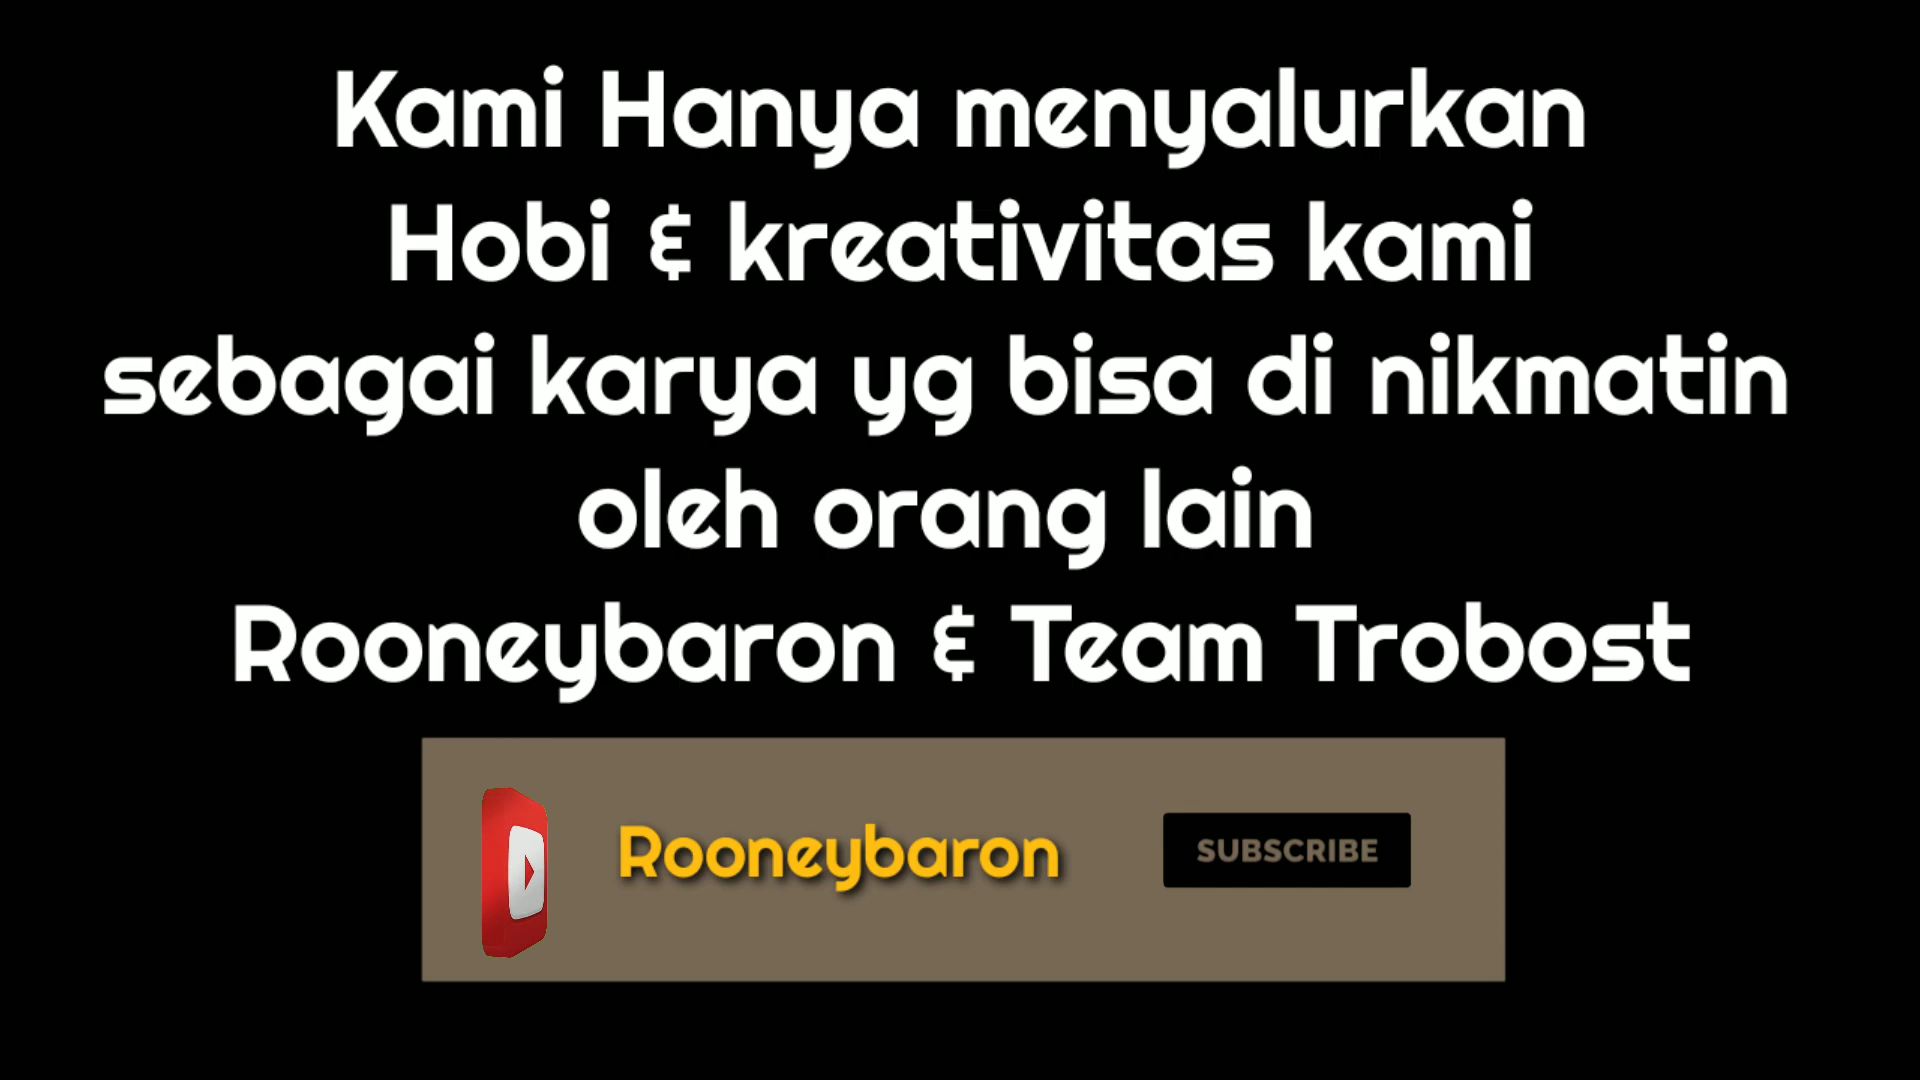 Kami Hanya menyalurkan
Hobi & kreativitas kami
sebagai karya yg bisa di nikmatin
oleh orang lain
Rooneybaron & Team Trobost
Rooneybaron
SUBSCRIBE